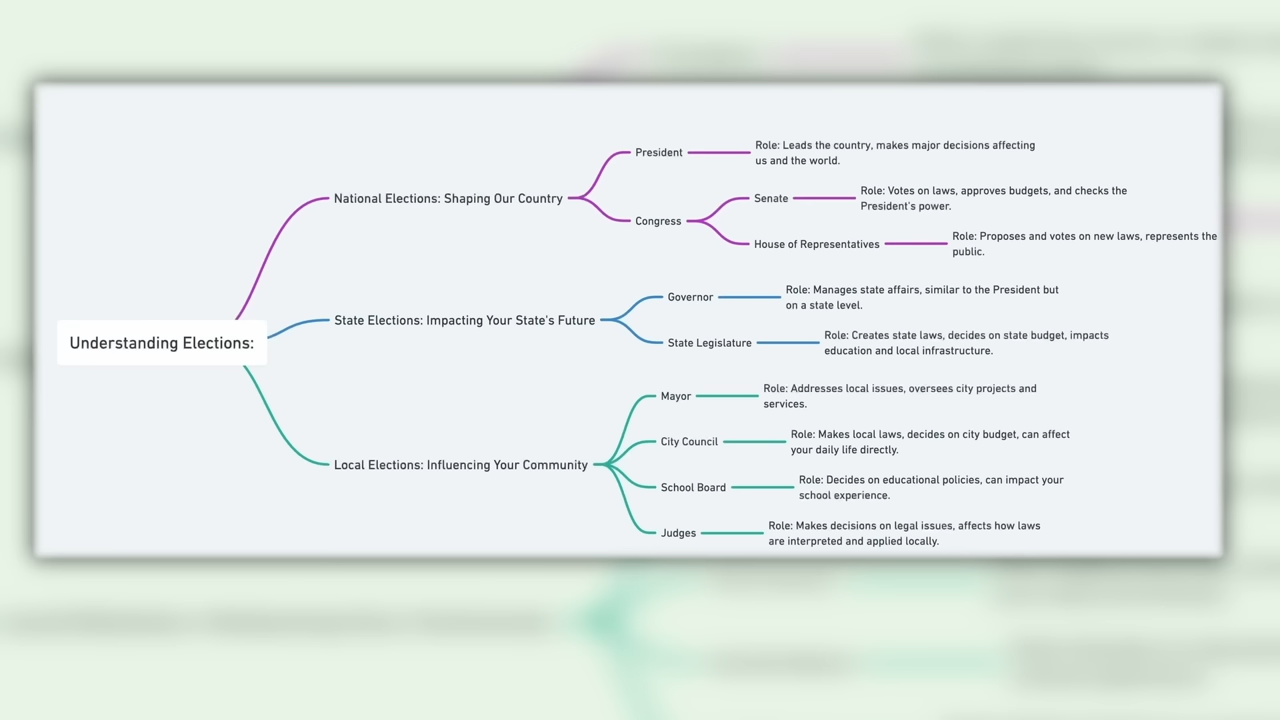 Understanding Elections:
National Elections: Shaping Our Country
President
Role: Leads the country, makes major decisions affecting
us and the world.
Congress
Senate
Role: Votes on laws, approves budgets, and checks the
President's power.
House of Representatives
Role: Proposes and votes on new laws, represents the
public.
State Elections: Impacting Your State's Future
Governor
Role: Manages state affairs, similar to the President but
on a state level.
State Legislature
Role: Creates state laws, decides on state budget, impacts
education and local infrastructure.
Local Elections: Influencing Your Community
Mayor
Role: Addresses local issues, oversees city projects and
services.
City Council
Role: Makes local laws, decides on city budget, can affect
your daily life directly.
School Board
Role: Decides on educational policies, can impact your
school experience.
Judges
Role: Makes decisions on legal issues, affects how laws
are interpreted and applied locally.